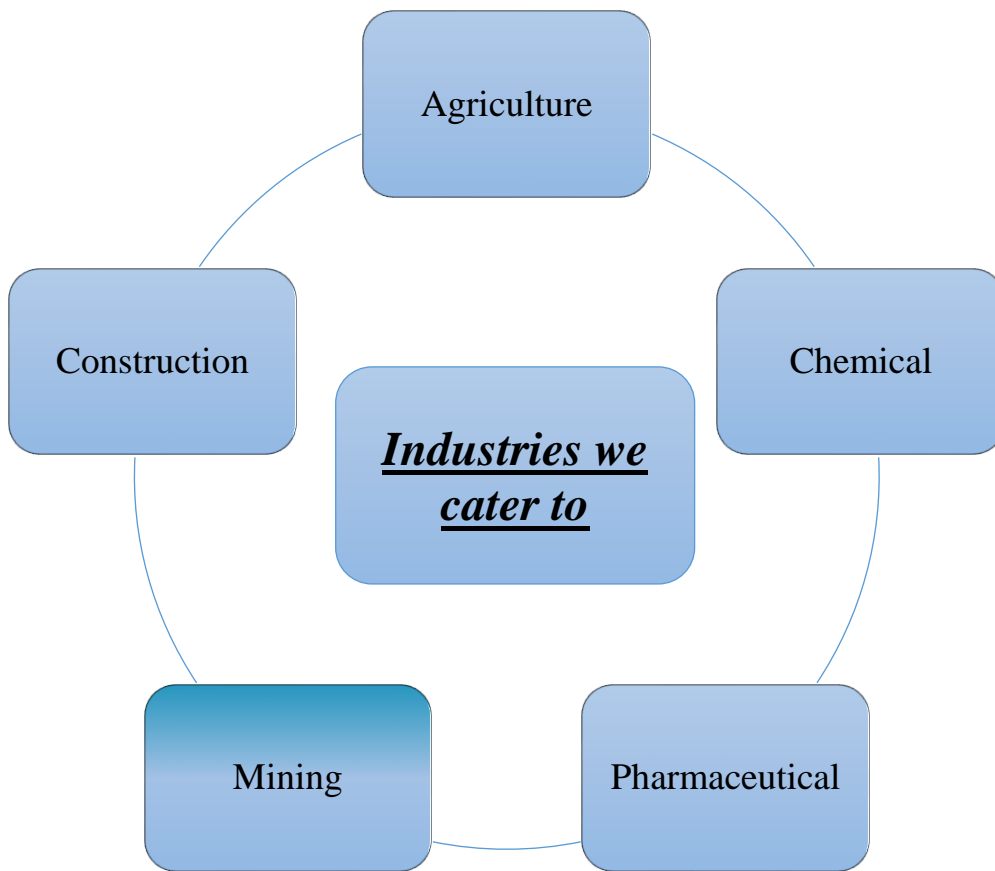 Agriculture
Construction
Chemical
Industries we
cater to
Mining
Pharmaceutical